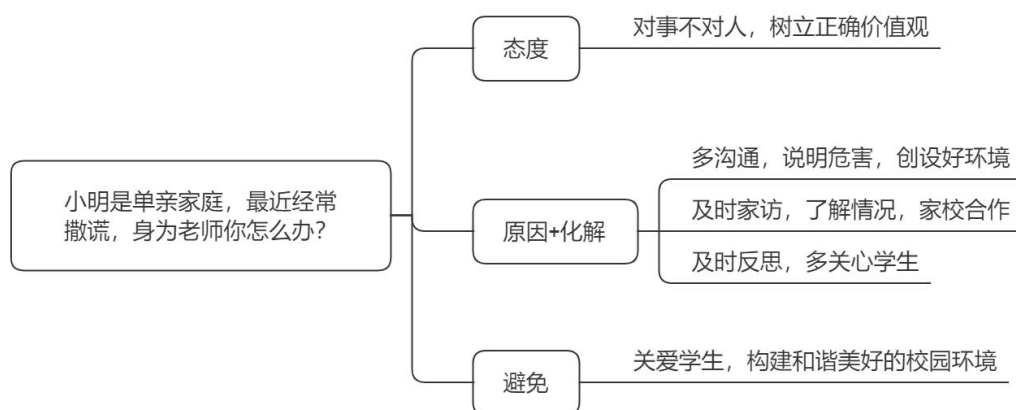 小明是单亲家庭，最近经常
撒谎，身为老师你怎么办？
态度
对事不对人，树立正确价值观
原因+化解
多沟通，说明危害，创设好环境
及时家访，了解情况，家校合作
及时反思，多关心学生
避免
关爱学生，构建和谐美好的校园环境